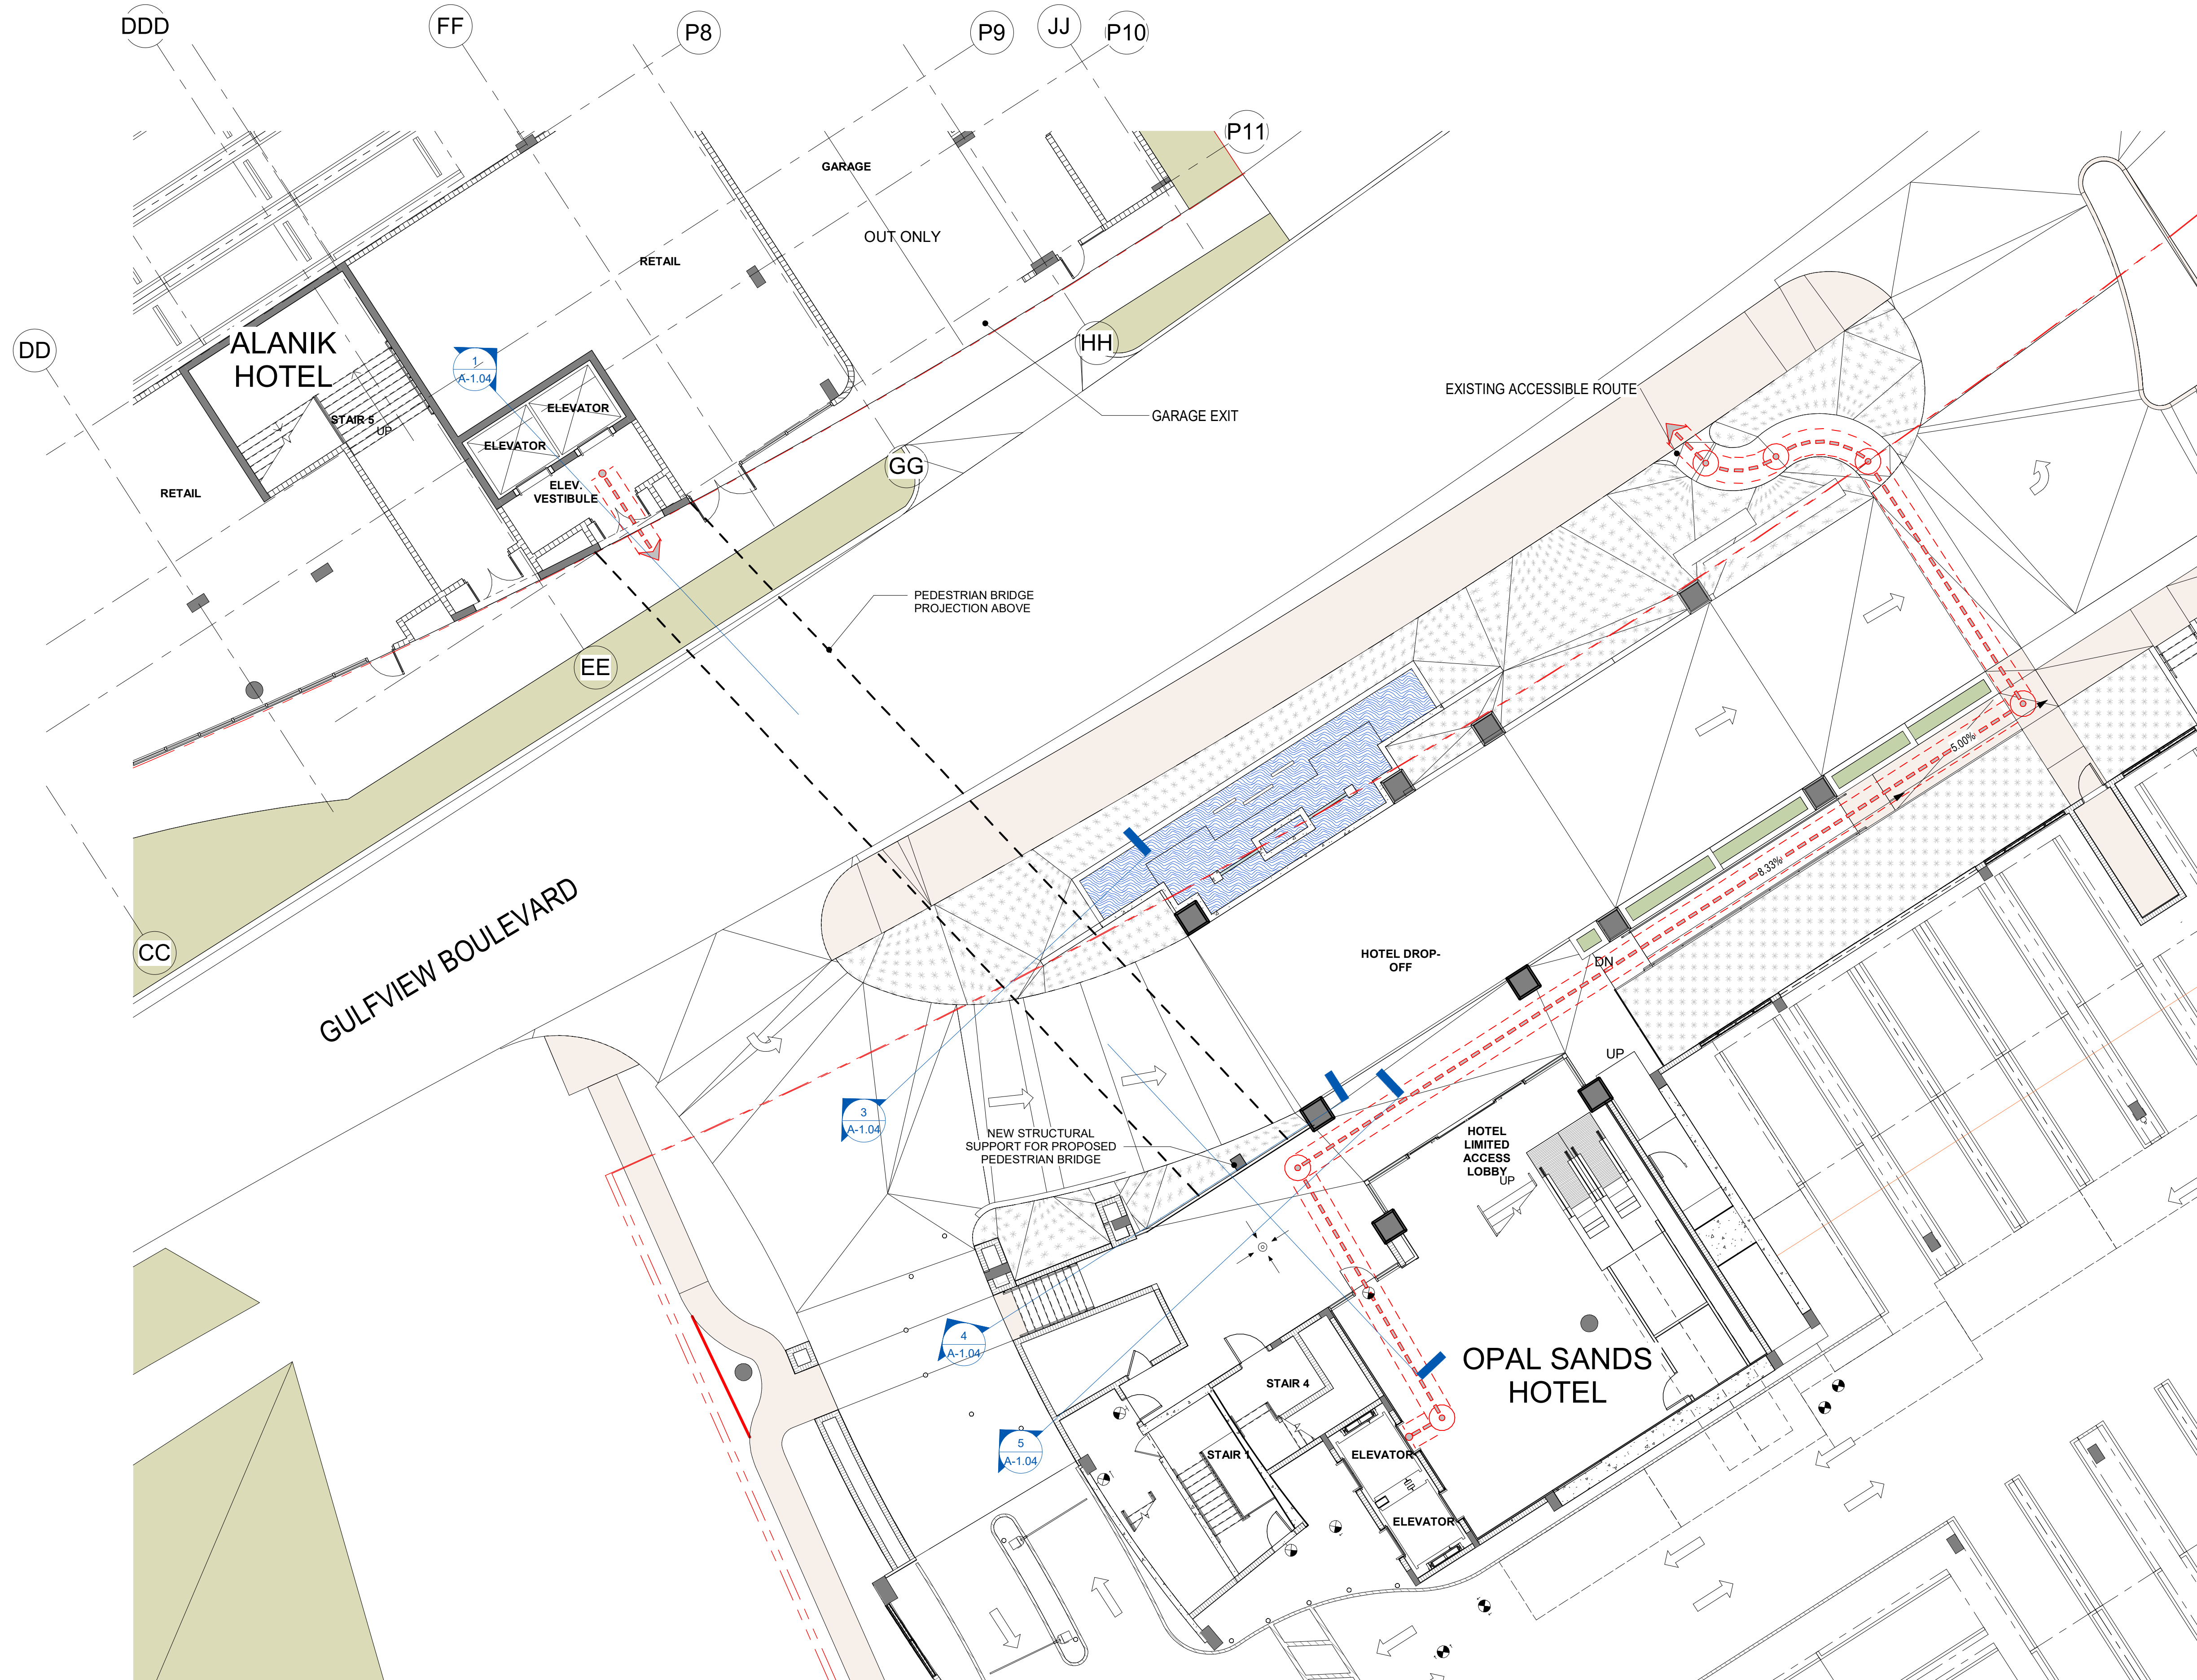 DDD
FF
P8
P9
JJ
P10
P11
GARAGE
OUT ONLY
RETAIL
ALANIK
HOTEL
DD
1
A-1.04
HH
EXISTING ACCESSIBLE ROUTE
GARAGE EXIT
STAIR 5
UP
ELEVATOR
ELEVATOR
GG
RETAIL
ELEV.
VESTIBULE
PEDESTRIAN BRIDGE
PROJECTION ABOVE
EE
5.00%
8.33%
CC
GULFVIEW BOULEVARD
HOTEL DROP-
OFF
DN
UP
3
A-1.04
NEW STRUCTURAL
SUPPORT FOR PROPOSED
PEDESTRIAN BRIDGE
HOTEL
LIMITED
ACCESS
LOBBY
UP
4
A-1.04
OPAL SANDS
HOTEL
STAIR 4
5
A-1.04
STAIR 1
ELEVATOR
ELEVATOR